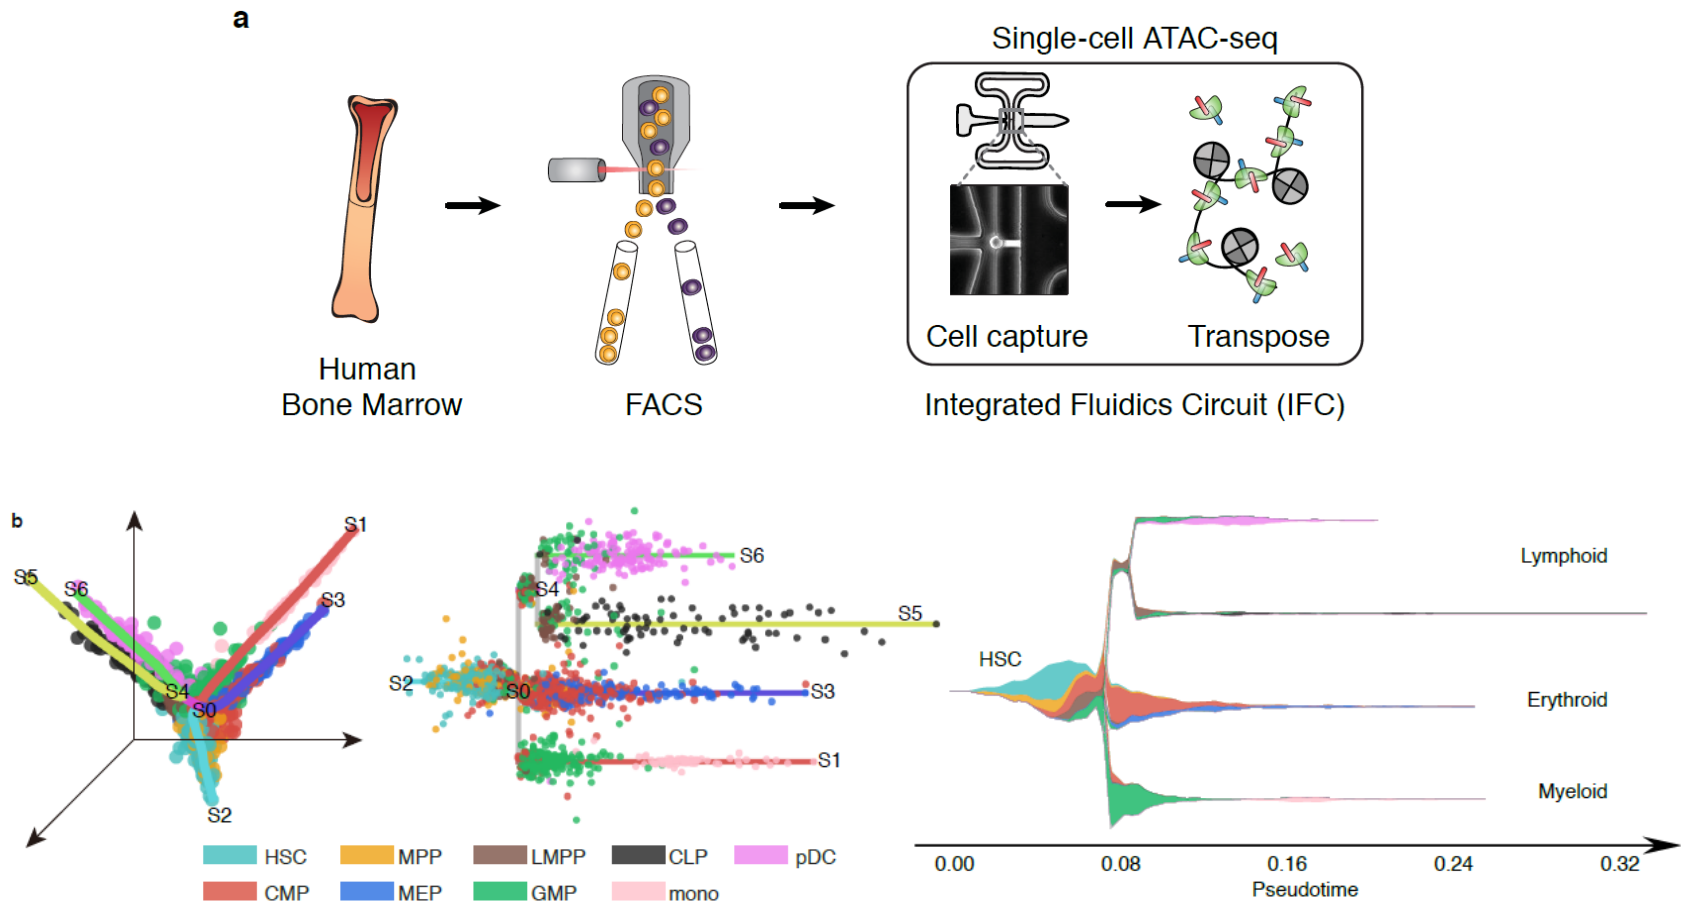 a
Single-cell ATAC-seq
Cell capture
Transpose
Human
Bone Marrow
FACS
Integrated Fluidics Circuit (IFC)
b
S1
S5
S6
S3
S4
S0
S2
S6
S4
S5
S2
S0
S3
S1
HSC
Lymphoid
Erythroid
Myeloid
0.00 0.08 0.16 0.24 0.32
Pseudotime
HSC MPP LMPP CLP pDC
CMP MEP GMP mono